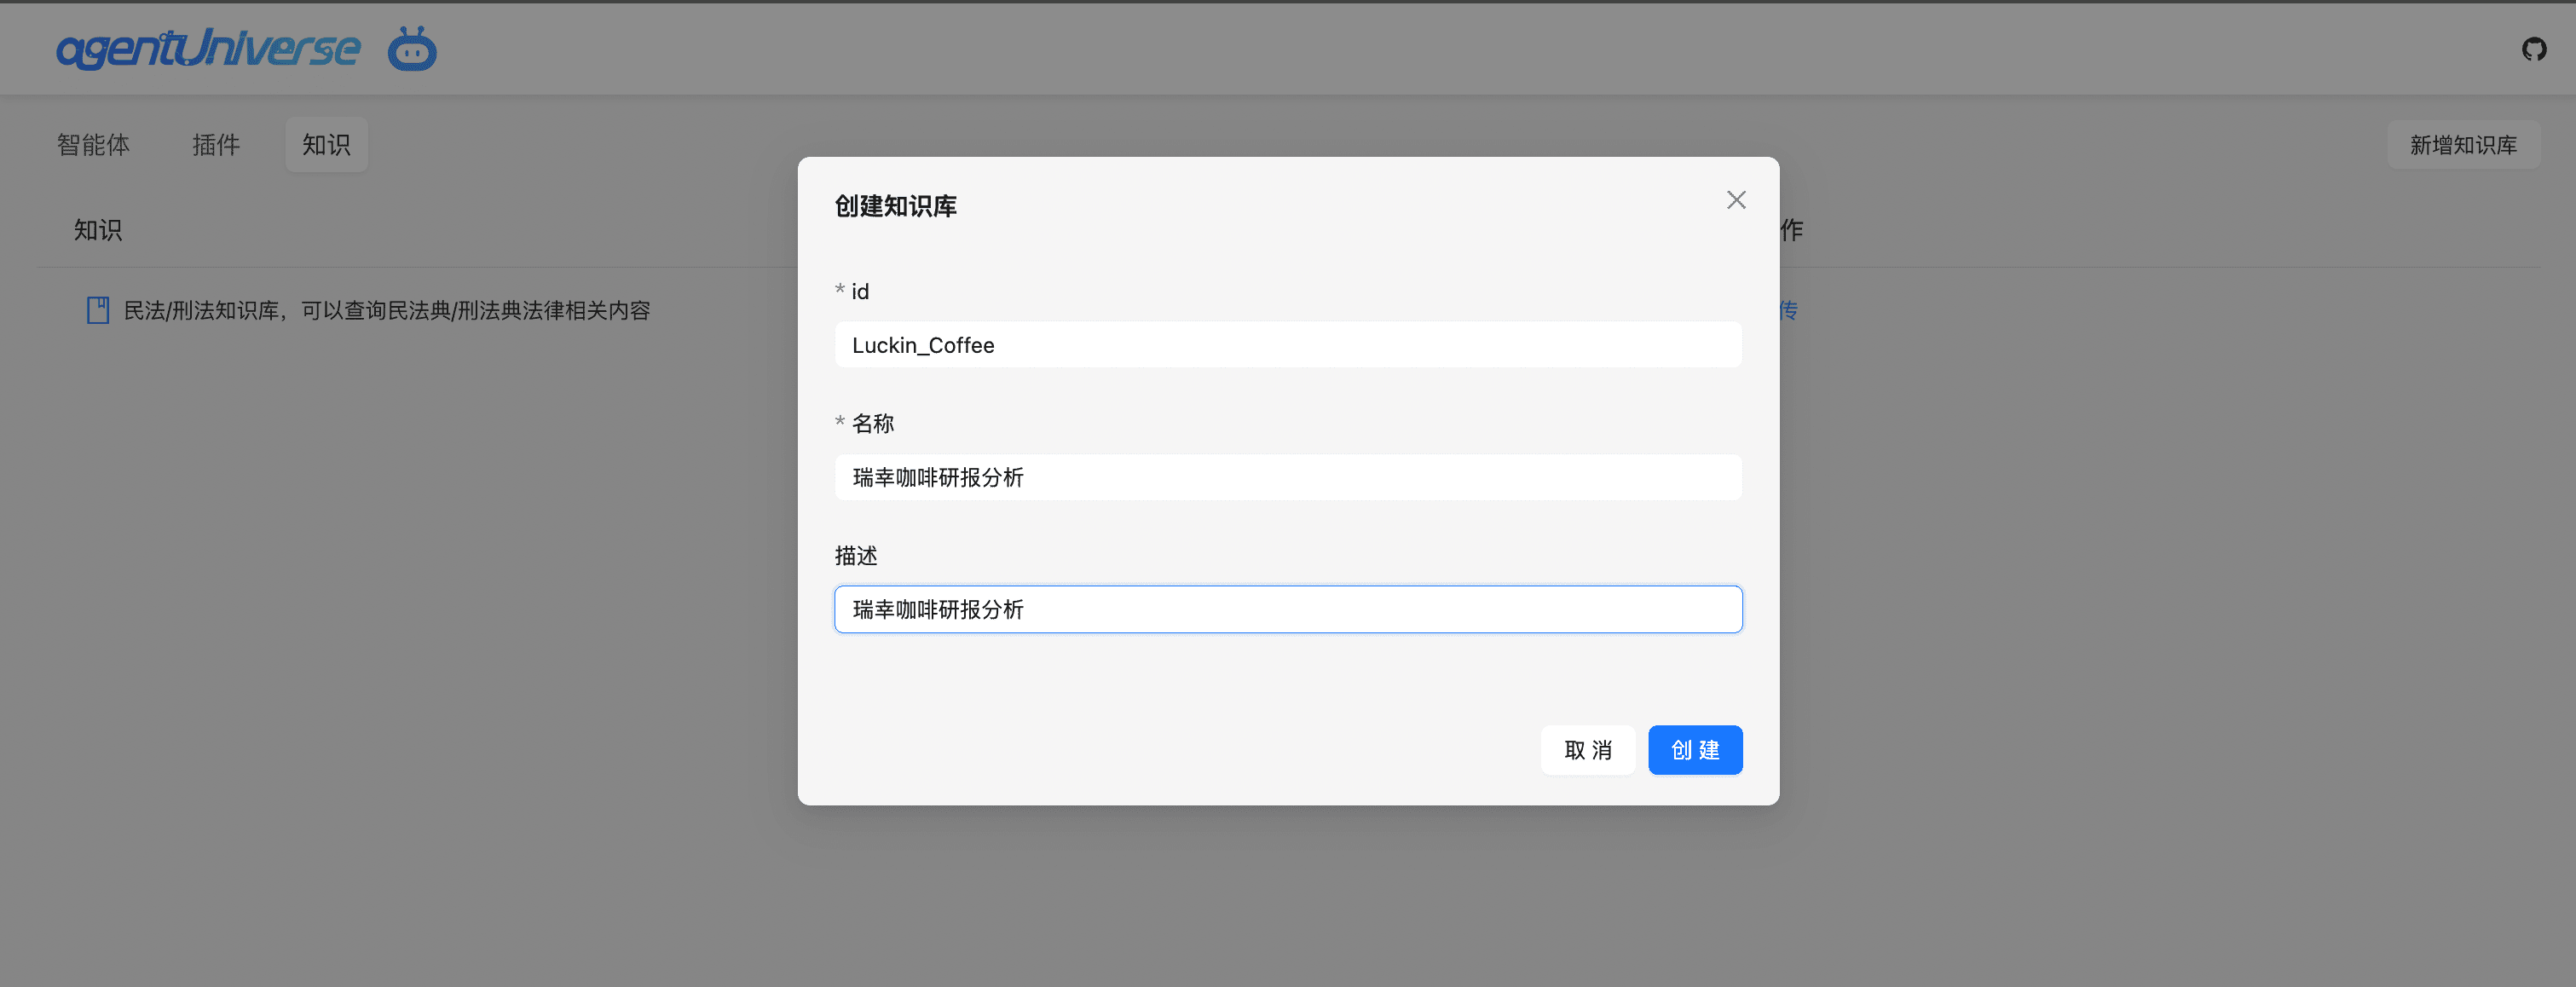 agentUniverse
智能体
插件
知识
新增知识库
知识
作
民法/刑法知识库，可以查询民法典/刑法典法律相关内容
传
创建知识库
* id
Luckin_Coffee
* 名称
瑞幸咖啡研报分析
描述
瑞幸咖啡研报分析
取 消
创 建